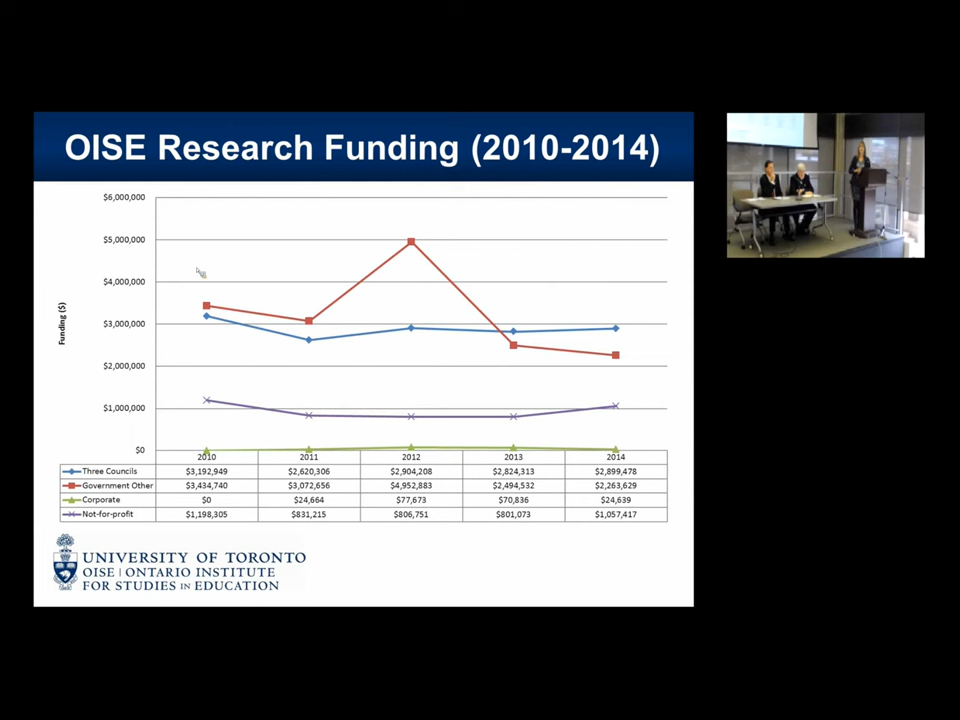 OISE Research Funding (2010-2014)
$6,000,000
$5,000,000
$4,000,000
$3,000,000
$2,000,000
$1,000,000
$0
Funding ($)
2010 2011 2012 2013 2014
Three Councils $3,192,949 $2,620,306 $2,904,208 $2,824,313 $2,899,478
Government Other $3,434,740 $3,072,656 $4,952,883 $2,494,532 $2,263,629
Corporate $0 $24,664 $77,673 $70,836 $24,639
Not-for-profit $1,198,305 $831,215 $806,751 $801,073 $1,057,417
UNIVERSITY OF TORONTO
OISE | ONTARIO INSTITUTE
FOR STUDIES IN EDUCATION